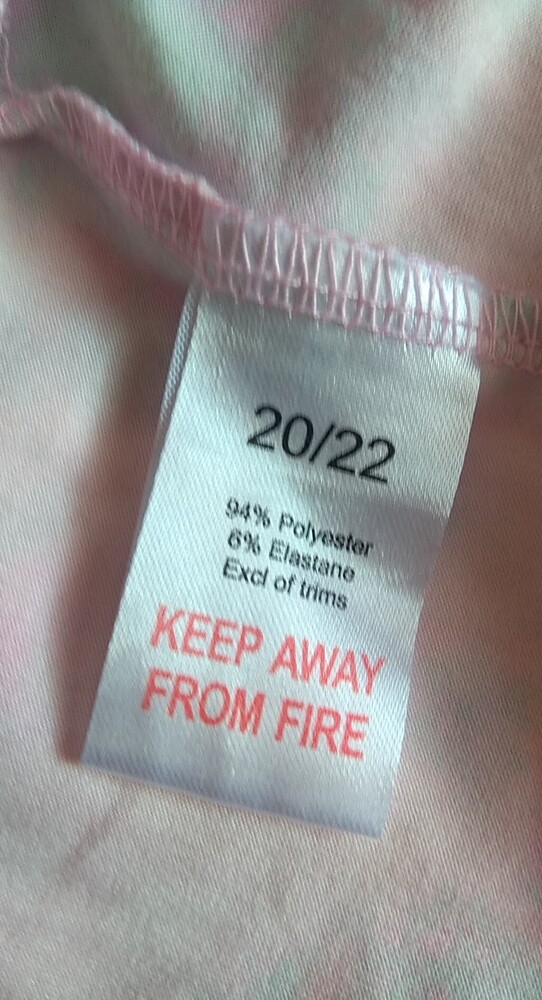 20/22
94% Polyester
6% Elastane
Excl of trims
KEEP AWAY
FROM FIRE